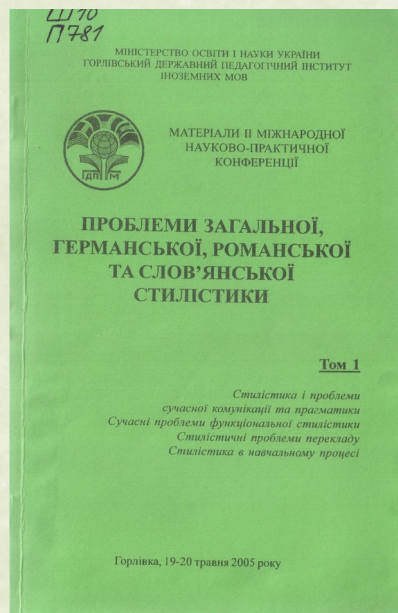 Ш10
П781
МІНІСТЕРСТВО ОСВІТИ І НАУКИ УКРАЇНИ
ГОРЛІВСЬКИЙ ДЕРЖАВНИЙ ПЕДАГОГІЧНИЙ ІНСТИТУТ
ІНОЗЕМНИХ МОВ
МАТЕРІАЛИ ІІ МІЖНАРОДНОЇ
НАУКОВО-ПРАКТИЧНОЇ
КОНФЕРЕНЦІЇ
ПРОБЛЕМИ ЗАГАЛЬНОЇ,
ГЕРМАНСЬКОЇ, РОМАНСЬКОЇ
ТА СЛОВ’ЯНСЬКОЇ
СТИЛІСТИКИ
Том 1
Стилістика і проблеми
сучасної комунікації та прагматики
Сучасні проблеми функціональної стилістики
Стилістичні проблеми перекладу
Стилістика в навчальному процесі
Горлівка, 19-20 травня 2005 року